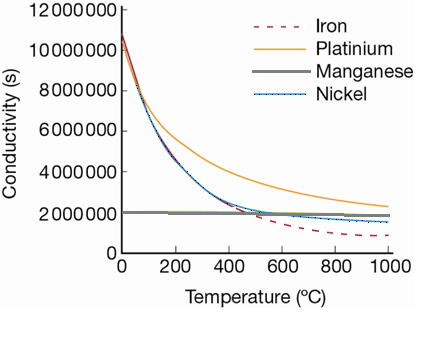 12000000
10000000
8000000
6000000
4000000
2000000
0
Conductivity (s)
Iron
Platinium
Manganese
Nickel
0 200 400 600 800 1000
Temperature (ºC)